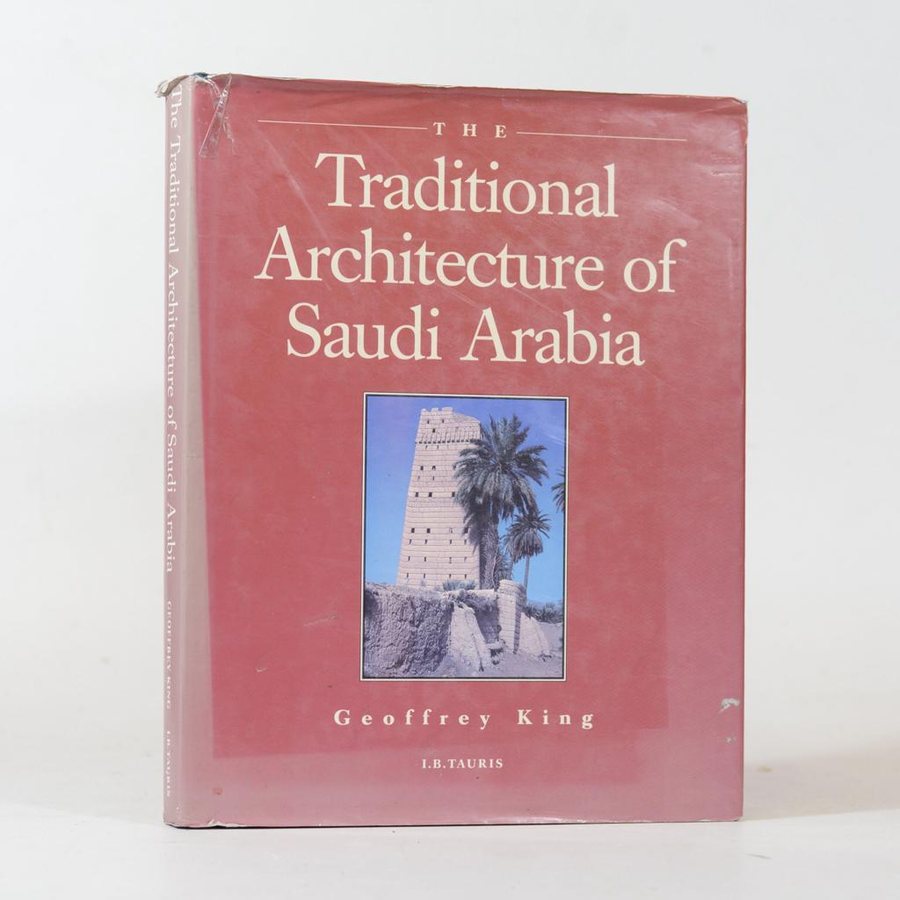 THE
Traditional
Architecture of
Saudi Arabia
Geoffrey King
I.B.TAURIS
The Traditional Architecture of Saudi Arabia GEOFFREY KING I.B.TAURIS